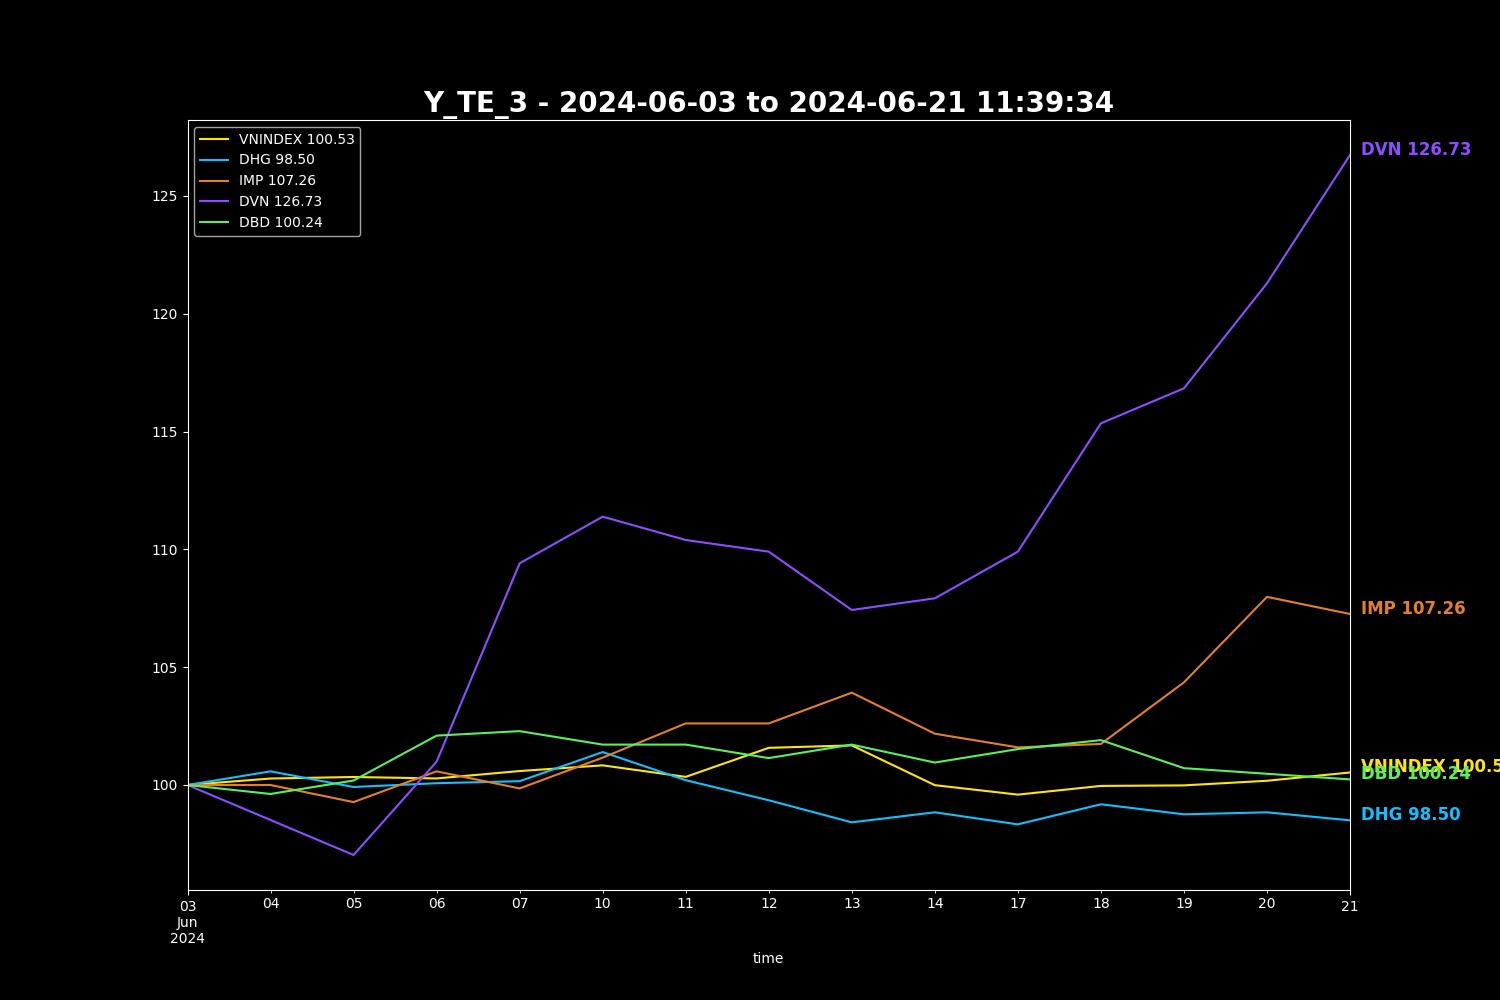 Y_TE_3 - 2024-06-03 to 2024-06-21 11:39:34
VNINDEX 100.53
DHG 98.50
IMP 107.26
DVN 126.73
DBD 100.24
125
120
115
110
105
100
DVN 126.73
IMP 107.26
VNINDEX 100.5
DBD 100.24
DHG 98.50
03 04 05 06 07 10 11 12 13 14 17 18 19 20 21
Jun
2024
time